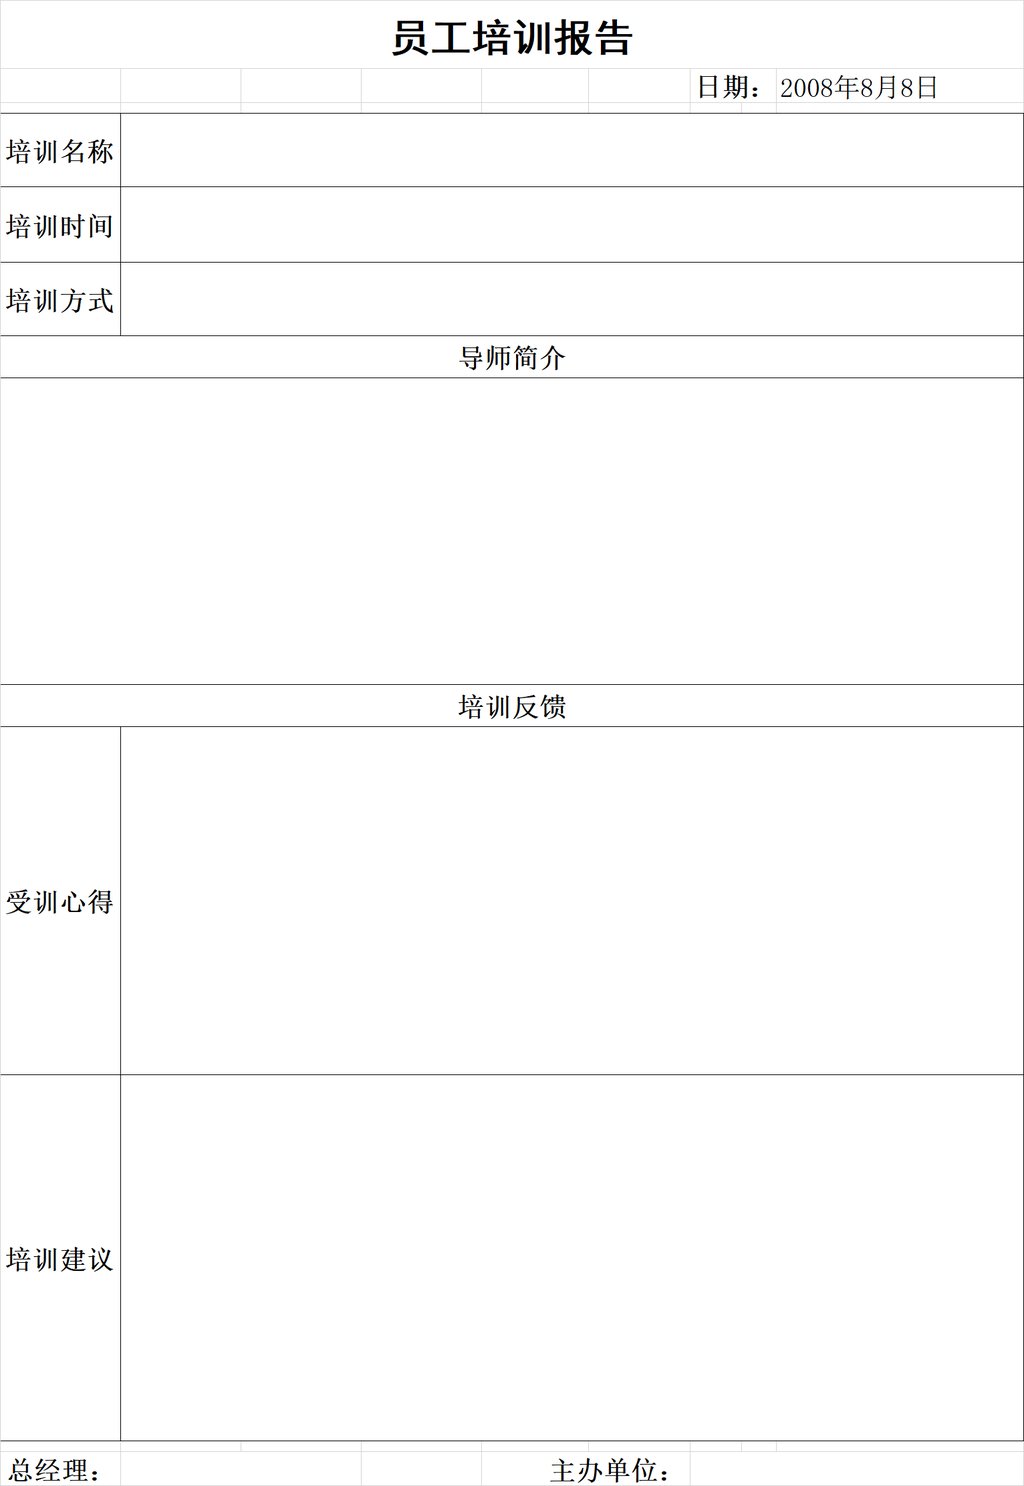 员工培训报告
日期：2008年8月8日
培训名称
培训时间
培训方式
导师简介
培训反馈
受训心得
培训建议
总经理： 主办单位：